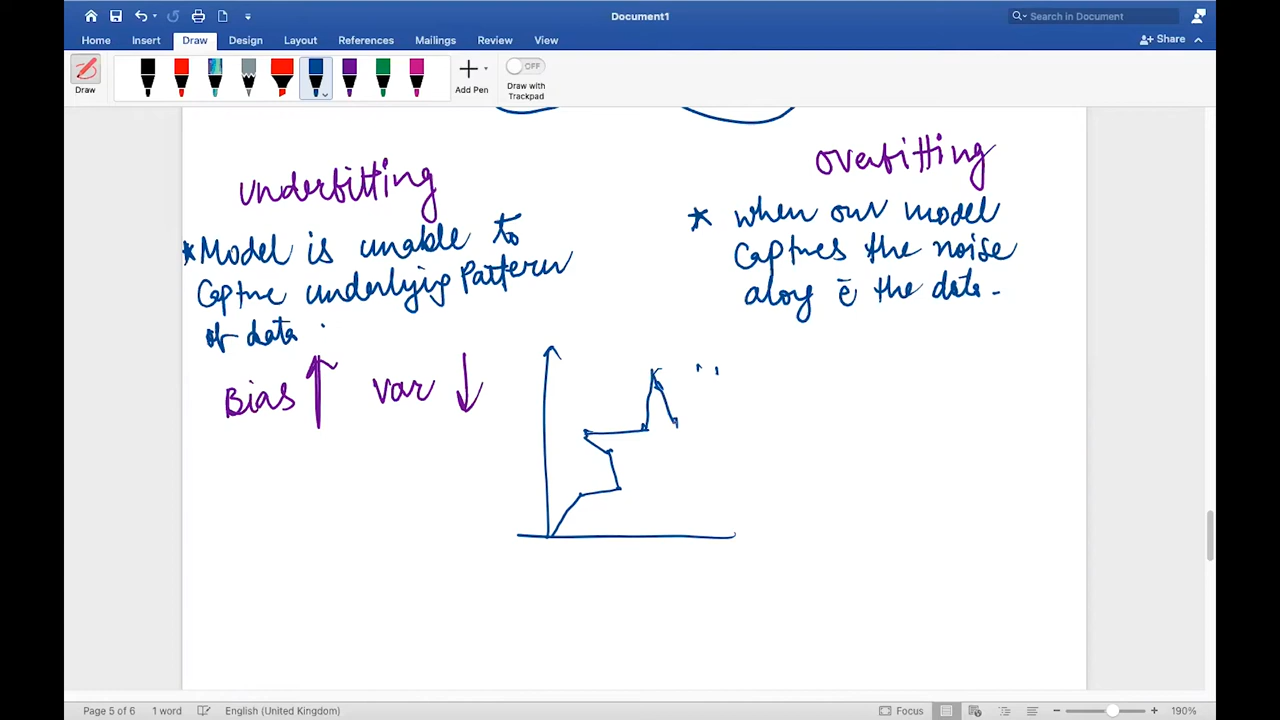 Document1
Search in Document
Home Insert Draw Design Layout References Mailings Review View
Share
Draw
Add Pen
Draw with
Trackpad
OFF
underfitting
* Model is unable to
Capture underlying Pattern
of data.
Bias ↑ Var ↓
overfitting
* when our model
Captures the noise
along c̄ the data.
Page 5 of 6 1 word English (United Kingdom) Focus 190%